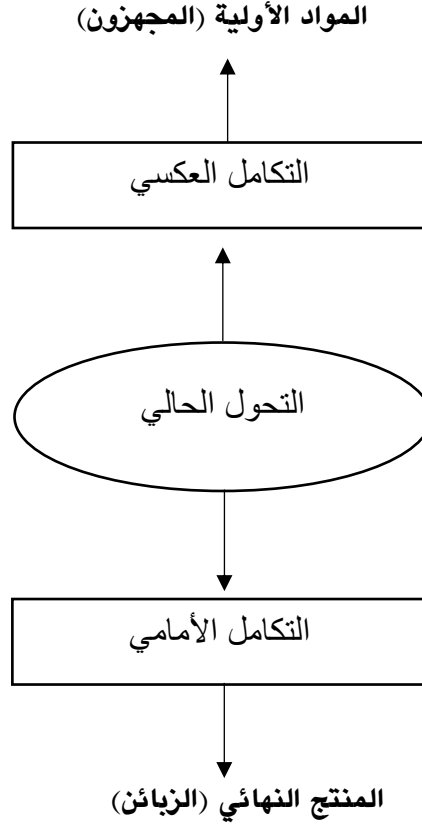 المواد الأولية (المجهزون)
التكامل العكسي
التحول الحالي
التكامل الأمامي
المنتج النهائي (الزبائن)